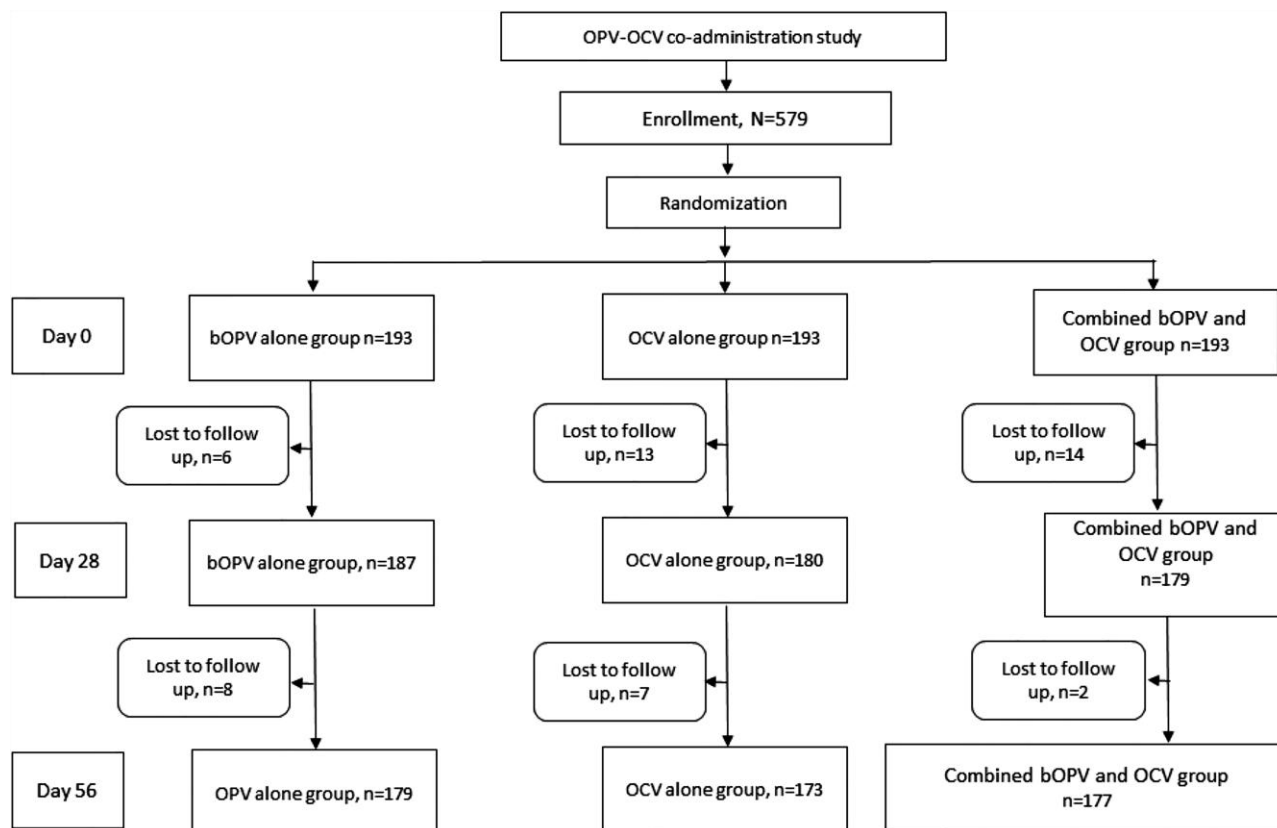 OPV-OCV co-administration study
Enrollment, N=579
Randomization
Day 0
bOPV alone group n=193
OCV alone group n=193
Combined bOPV and
OCV group n=193
Lost to follow
up, n=6
Lost to follow
up, n=13
Lost to follow
up, n=14
Day 28
bOPV alone group, n=187
OCV alone group, n=180
Combined bOPV and
OCV group
n=179
Lost to follow
up, n=8
Lost to follow
up, n=7
Lost to follow
up, n=2
Day 56
OPV alone group, n=179
OCV alone group, n=173
Combined bOPV and OCV group
n=177